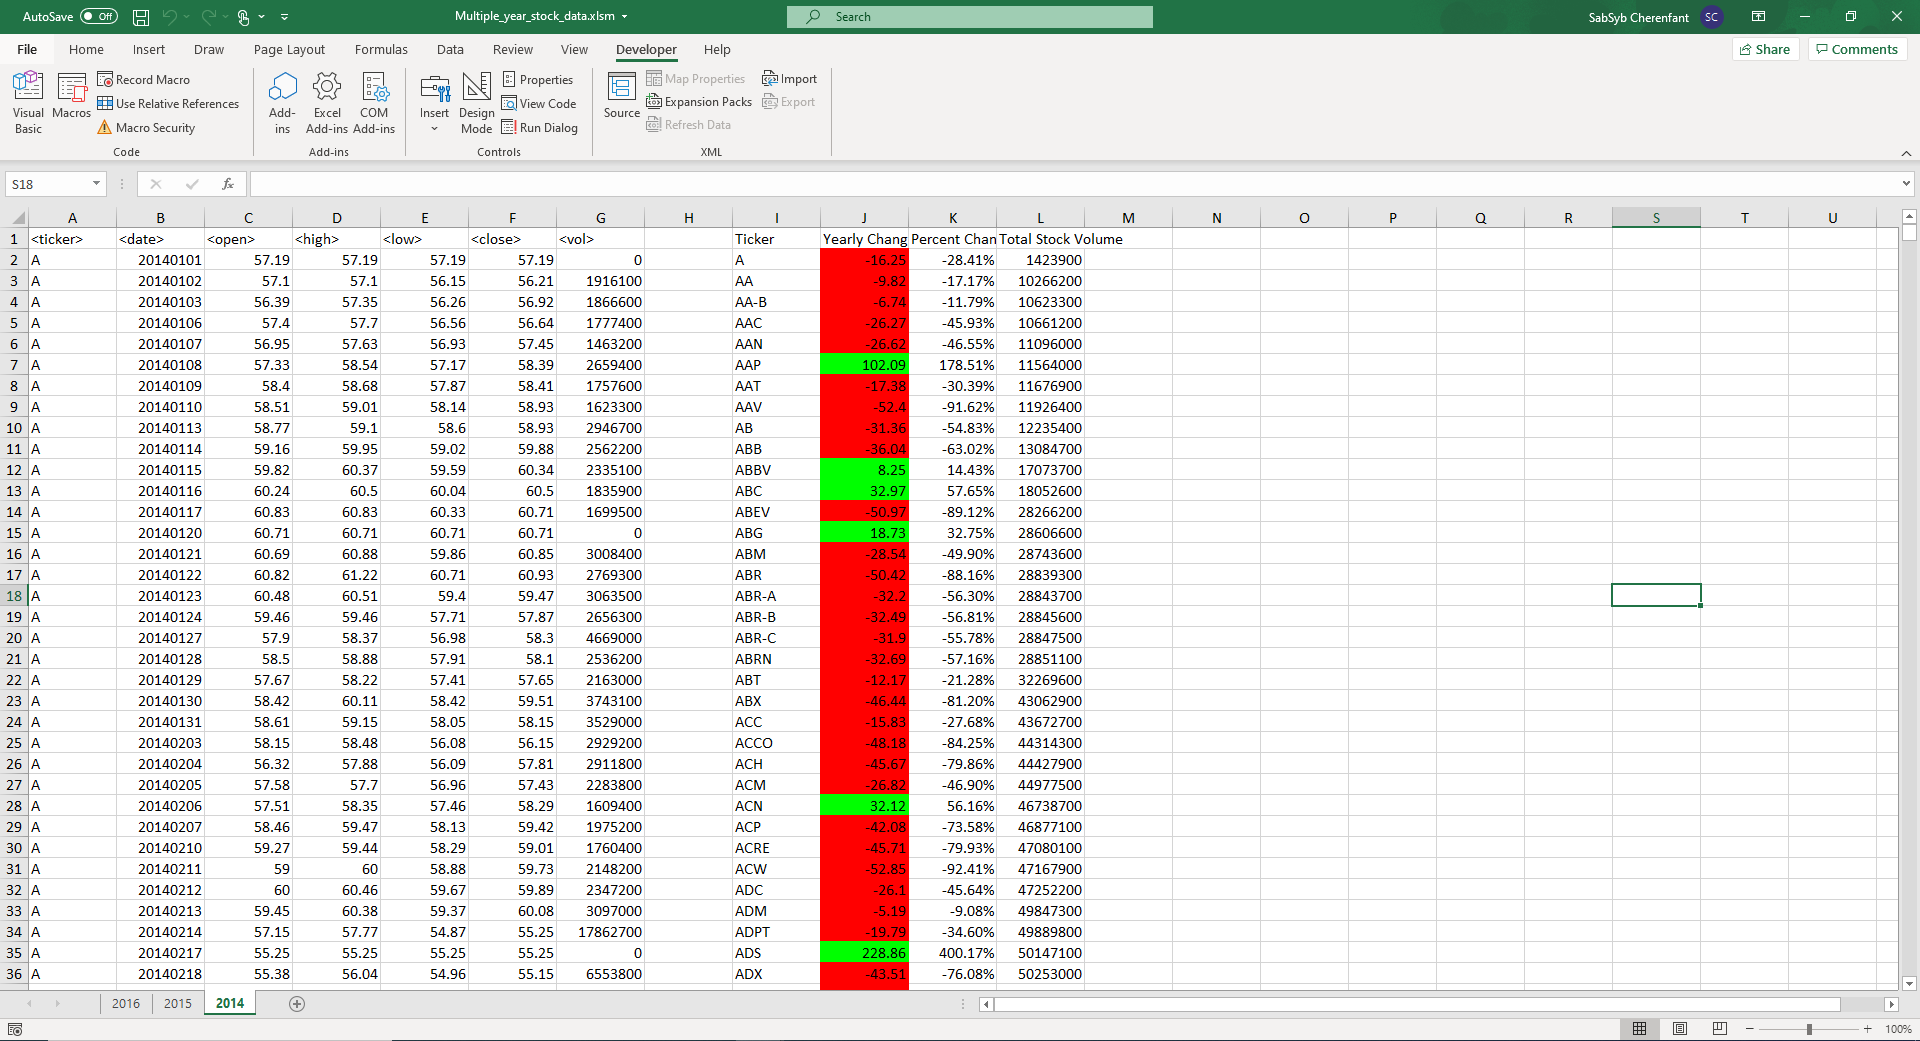 AutoSave Off Multiple_year_stock_data.xlsm Search SabSyb Cherenfant SC
File Home Insert Draw Page Layout Formulas Data Review View Developer Help Share Comments
Visual Basic Macros Record Macro Use Relative References Macro Security Add-ins Excel Add-ins COM Add-ins Insert Design Mode Properties View Code Run Dialog Source Map Properties Expansion Packs Refresh Data Import Export
Code Add-ins Controls XML
S18 fx
A B C D E F G H I J K L M N O P Q R S T U
1 <ticker> <date> <open> <high> <low> <close> <vol> Ticker Yearly Chang Percent Chan Total Stock Volume
2 A 20140101 57.19 57.19 57.19 57.19 0 A -16.25 -28.41% 1423900
3 A 20140102 57.1 57.1 56.15 56.21 1916100 AA -9.82 -17.17% 10266200
4 A 20140103 56.39 57.35 56.26 56.92 1866600 AA-B -6.74 -11.79% 10623300
5 A 20140106 57.4 57.7 56.56 56.64 1777400 AAC -26.27 -45.93% 10661200
6 A 20140107 56.95 57.63 56.93 57.45 1463200 AAN -26.62 -46.55% 11096000
7 A 20140108 57.33 58.54 57.17 58.39 2659400 AAP 102.09 178.51% 11564000
8 A 20140109 58.4 58.68 57.87 58.41 1757600 AAT -17.38 -30.39% 11676900
9 A 20140110 58.51 59.01 58.14 58.93 1623300 AAV -52.4 -91.62% 11926400
10 A 20140113 58.77 59.1 58.6 58.93 2946700 AB -31.36 -54.83% 12235400
11 A 20140114 59.16 59.95 59.02 59.88 2562200 ABB -36.04 -63.02% 13084700
12 A 20140115 59.82 60.37 59.59 60.34 2335100 ABBV 8.25 14.43% 17073700
13 A 20140116 60.24 60.5 60.04 60.5 1835900 ABC 32.97 57.65% 18052600
14 A 20140117 60.83 60.83 60.33 60.71 1699500 ABEV -50.97 -89.12% 28266200
15 A 20140120 60.71 60.71 60.71 60.71 0 ABG 18.73 32.75% 28606600
16 A 20140121 60.69 60.88 59.86 60.85 3008400 ABM -28.54 -49.90% 28743600
17 A 20140122 60.82 61.22 60.71 60.93 2769300 ABR -50.42 -88.16% 28839300
18 A 20140123 60.48 60.51 59.4 59.47 3063500 ABR-A -32.2 -56.30% 28843700
19 A 20140124 59.46 59.46 57.71 57.87 2656300 ABR-B -32.49 -56.81% 28845600
20 A 20140127 57.9 58.37 56.98 58.3 4669000 ABR-C -31.9 -55.78% 28847500
21 A 20140128 58.5 58.88 57.91 58.1 2536200 ABRN -32.69 -57.16% 28851100
22 A 20140129 57.67 58.22 57.41 57.65 2163000 ABT -12.17 -21.28% 32269600
23 A 20140130 58.42 60.11 58.42 59.51 3743100 ABX -46.44 -81.20% 43062900
24 A 20140131 58.61 59.15 58.05 58.15 3529000 ACC -15.83 -27.68% 43672700
25 A 20140203 58.15 58.48 56.08 56.15 2929200 ACCO -48.18 -84.25% 44314300
26 A 20140204 56.32 57.88 56.09 57.81 2911800 ACH -45.67 -79.86% 44427900
27 A 20140205 57.58 57.7 56.96 57.43 2283800 ACM -26.82 -46.90% 44977500
28 A 20140206 57.51 58.35 57.46 58.29 1609400 ACN 32.12 56.16% 46738700
29 A 20140207 58.46 59.47 58.13 59.42 1975200 ACP -42.08 -73.58% 46877100
30 A 20140210 59.27 59.44 58.29 59.01 1760400 ACRE -45.71 -79.93% 47080100
31 A 20140211 59 60 58.88 59.73 2148200 ACW -52.85 -92.41% 47167900
32 A 20140212 60 60.46 59.67 59.89 2347200 ADC -26.1 -45.64% 47252200
33 A 20140213 59.45 60.38 59.37 60.08 3097000 ADM -5.19 -9.08% 49847300
34 A 20140214 57.15 57.77 54.87 55.25 17862700 ADPT -19.79 -34.60% 49889800
35 A 20140217 55.25 55.25 55.25 55.25 0 ADS 228.86 400.17% 50147100
36 A 20140218 55.38 56.04 54.96 55.15 6553800 ADX -43.51 -76.08% 50253000
2016 2015 2014
100%